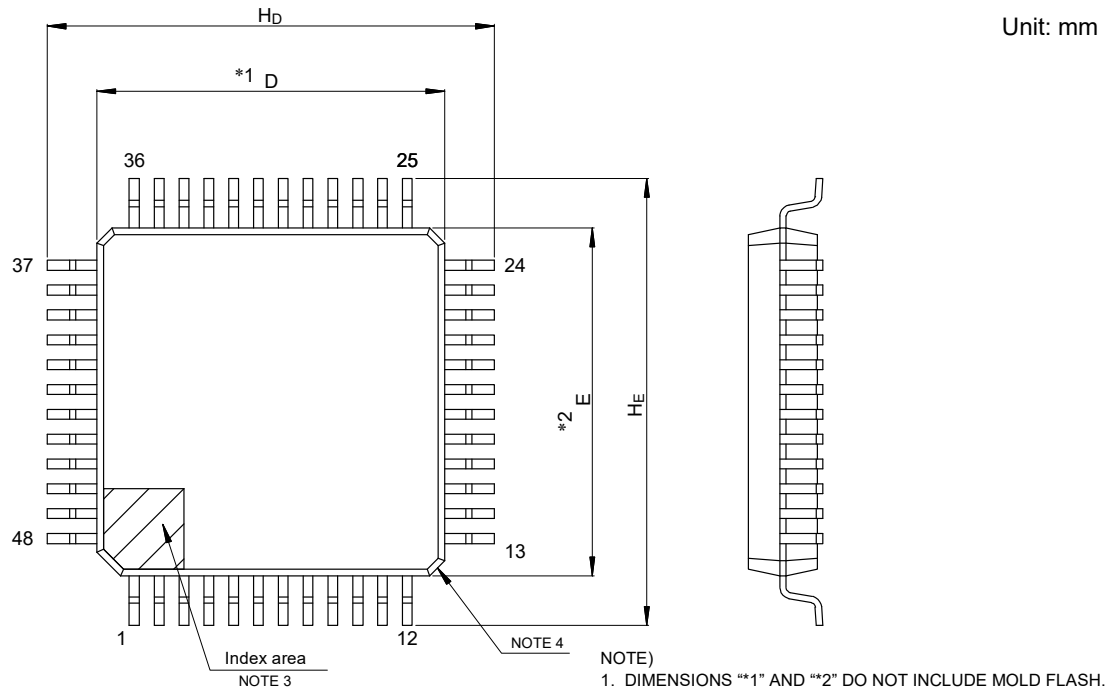 HD
Unit: mm
*1 D
36
25
37
24
*2 E
HE
48
13
1
12
Index area
NOTE 3
NOTE 4
NOTE)
1. DIMENSIONS “*1” AND “*2” DO NOT INCLUDE MOLD FLASH.